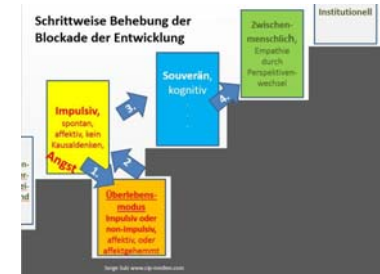 Schrittweise Behebung der
Blockade der Entwicklung
Institutionell
Zwischen-
menschlich,
Empathie
durch
Perspektiven-
wechsel
Souverän,
kognitiv
4.
3.
Impulsiv,
spontan,
affektiv, kein
Kausaldenken,
Angst
1.
2.
Überlebens-
modus
Impulsiv oder
non-impulsiv,
affektiv, oder
affektgehemmt